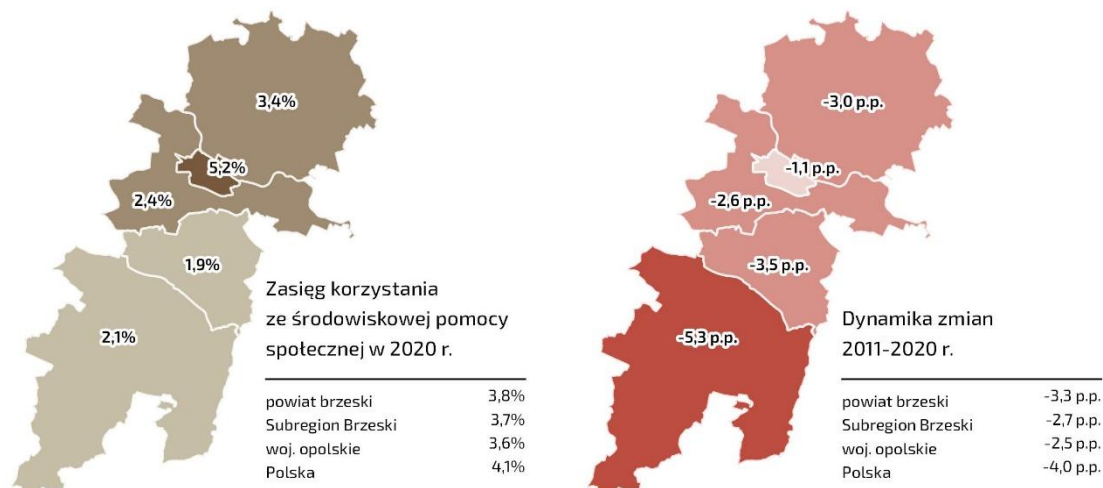 3,4%
5,2%
2,4%
1,9%
2,1%
Zasięg korzystania
ze środowiskowej pomocy
społecznej w 2020 r.
powiat brzeski 3,8%
Subregion Brzeski 3,7%
woj. opolskie 3,6%
Polska 4,1%
-3,0 p.p.
-1,1 p.p.
-2,6 p.p.
-3,5 p.p.
-5,3 p.p.
Dynamika zmian
2011-2020 r.
powiat brzeski -3,3 p.p.
Subregion Brzeski -2,7 p.p.
woj. opolskie -2,5 p.p.
Polska -4,0 p.p.